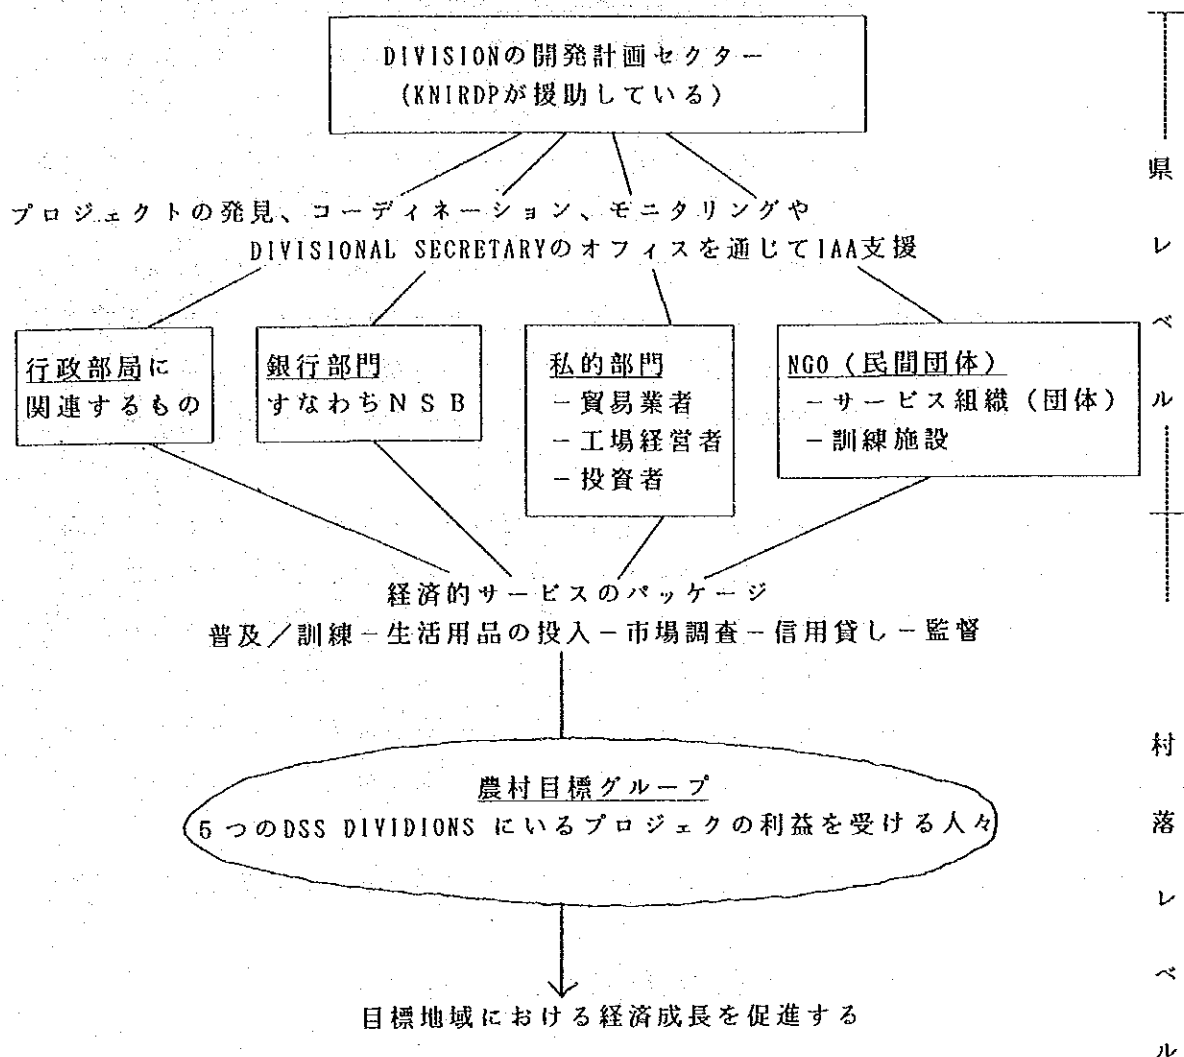 DIVISIONの開発計画セクター
(KNIRDPが援助している)
プロジェクトの発見、コーディネーション、モニタリングや
DIVISIONAL SECRETARYのオフィスを通じてIAA支援
行政部局に
関連するもの
銀行部門
すなわちNSB
私的部門
－貿易業者
－工場経営者
－投資者
NGO(民間団体)
－サービス組織(団体)
－訓練施設
経済的サービスのパッケージ
普及／訓練－生活用品の投入－市場調査－信用貸し－監督
農村目標グループ
5つのDSS DIVIDIONS にいるプロジェクの利益を受ける人々
目標地域における経済成長を促進する
県レベル
村落レベル